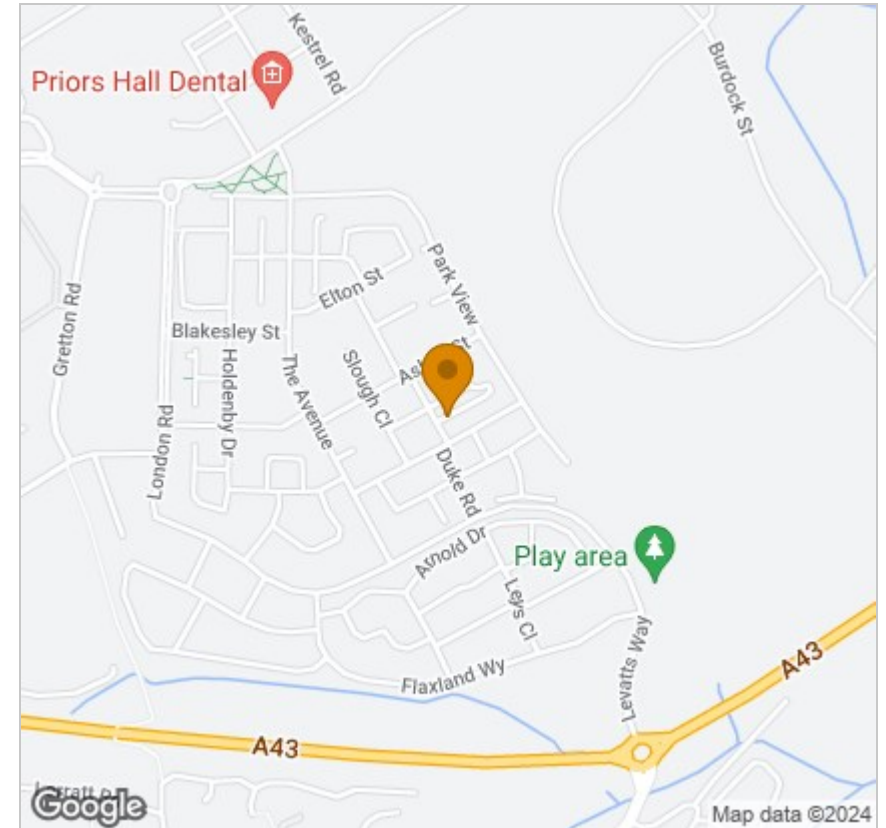 Kestrel Rd
Priors Hall Dental
Burdock St
Park View
Elton St
Gretton Rd
Blakesley St
Holdenby Dr
The Avenue
Slough Cl
London Rd
Duke Rd
Arnold Dr
Play area
Leys Cl
Levatts Way
Flaxland Wy
A43
A43
Google
Map data ©2024